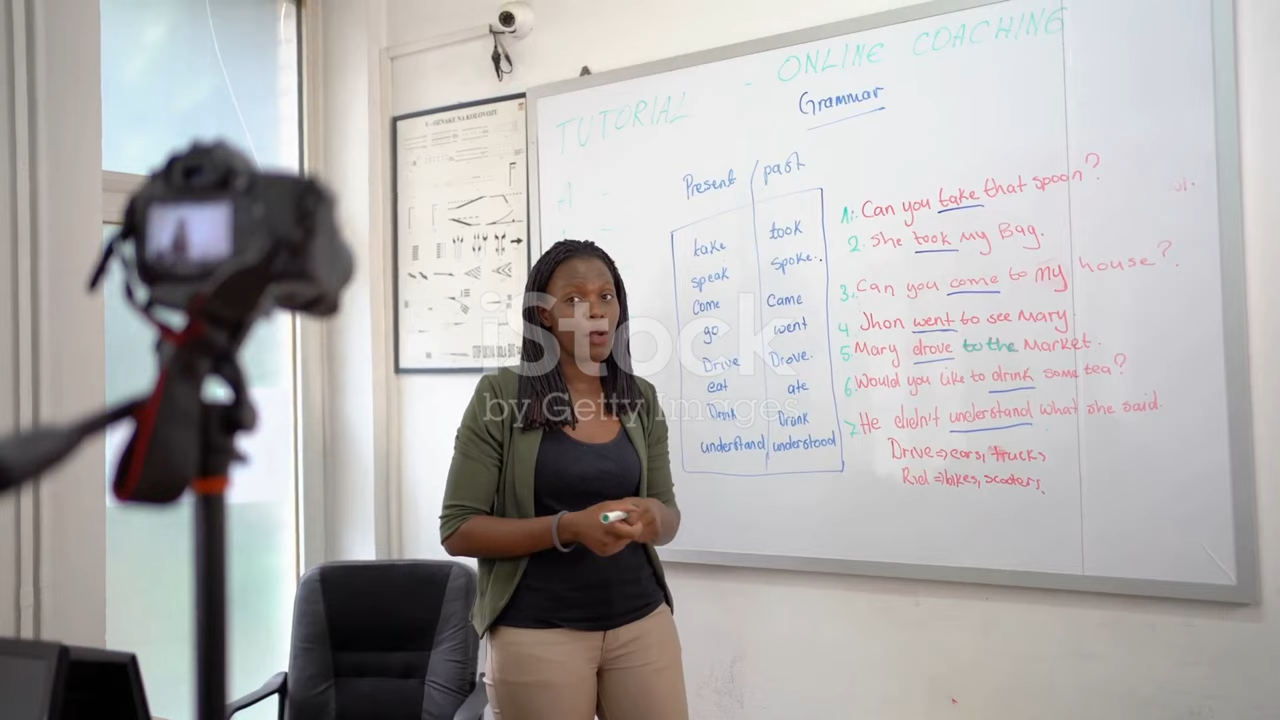 TUTORIAL - ONLINE COACHING
Grammar
Present past
take took
speak spoke.
Come Came
go went
Drive Drove.
eat ate
Drink Drank
understand understood
1. Can you take that spoon?
2. She took my Bag.
3. Can you come to my house?.
4 Jhon went to see Mary
5. Mary drove to the Market.
6. Would you like to drink some tea?
7. He didn't understand what she said.
Drive⇒cars, trucks,
⇒bikes, scooters.
V - OZNAKE NA KOLOVOZU
iStock
by Getty Images